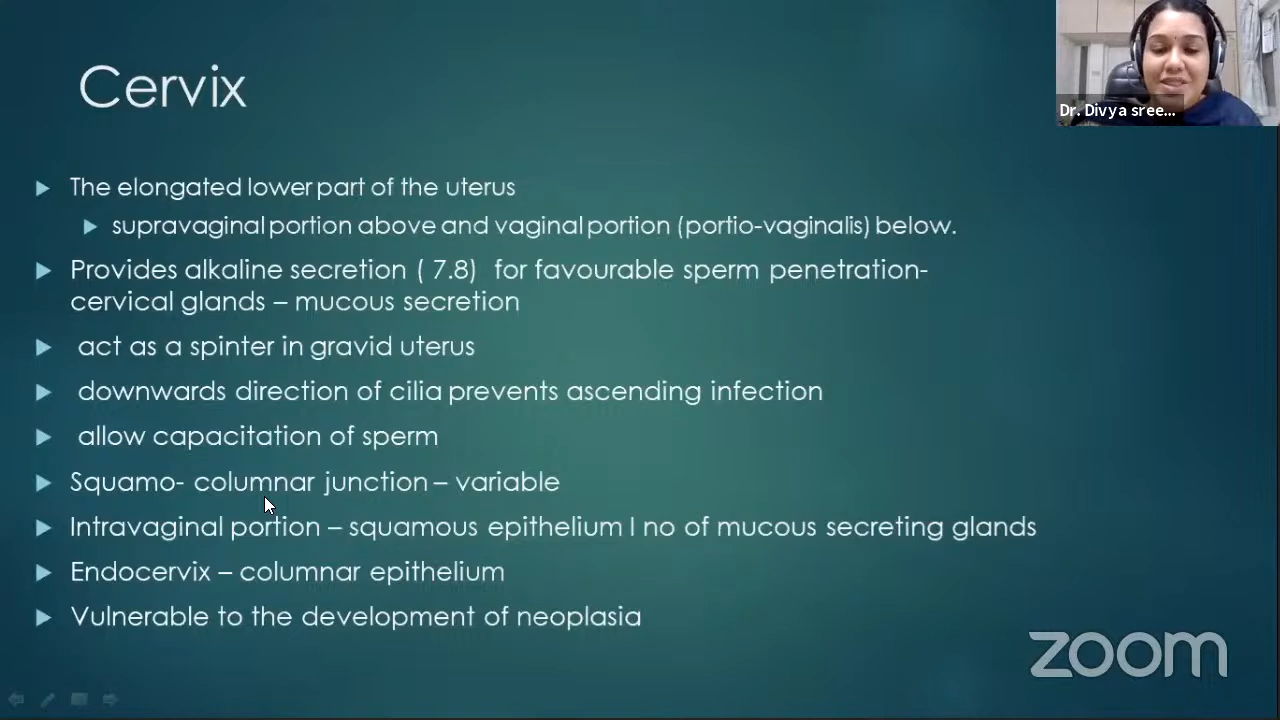 Cervix
Dr. Divya sree...
The elongated lower part of the uterus
supravaginal portion above and vaginal portion (portio-vaginalis) below.
Provides alkaline secretion ( 7.8) for favourable sperm penetration-
cervical glands – mucous secretion
act as a spinter in gravid uterus
downwards direction of cilia prevents ascending infection
allow capacitation of sperm
Squamo- columnar junction – variable
Intravaginal portion – squamous epithelium l no of mucous secreting glands
Endocervix – columnar epithelium
Vulnerable to the development of neoplasia
zoom